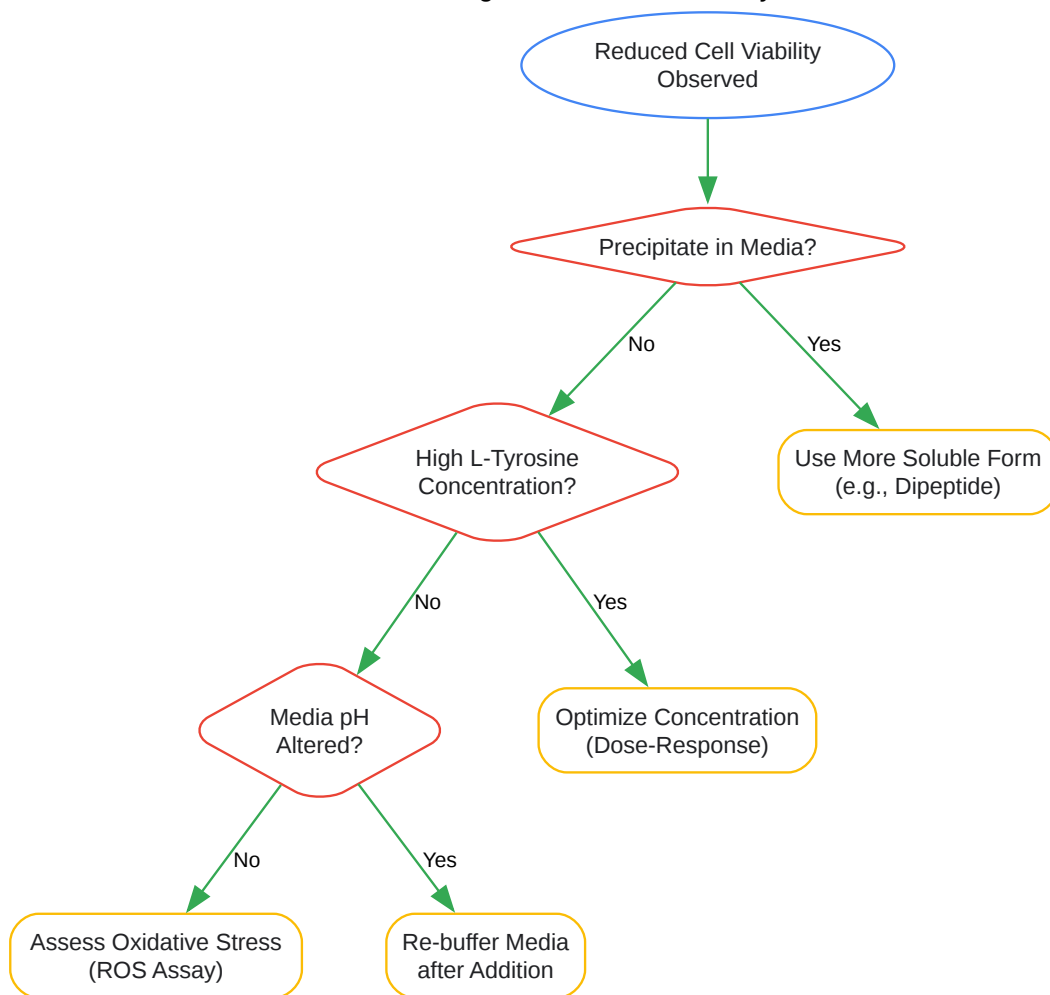 Reduced Cell Viability
Observed
Precipitate in Media?
No
Yes
High L-Tyrosine
Concentration?
Use More Soluble Form
(e.g., Dipeptide)
No
Yes
Media pH
Altered?
Optimize Concentration
(Dose-Response)
No
Yes
Assess Oxidative Stress
(ROS Assay)
Re-buffer Media
after Addition